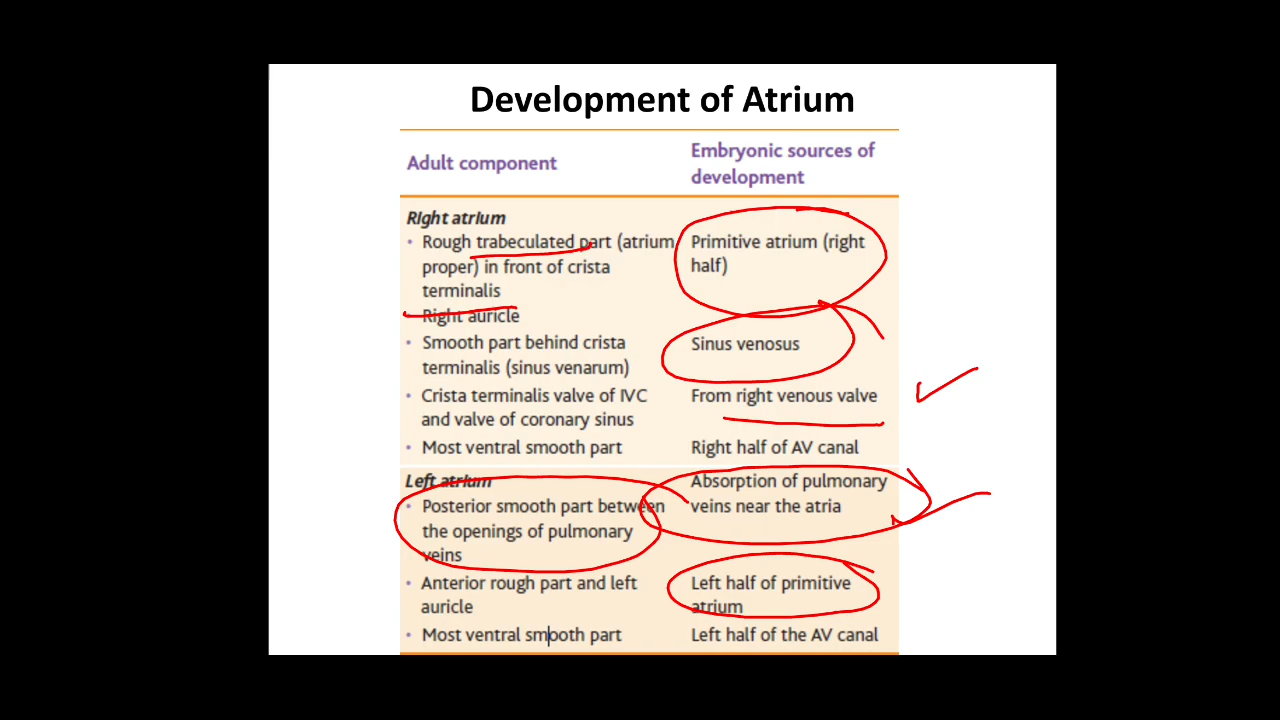 Development of Atrium
Adult component
Embryonic sources of
development
Right atrium
• Rough trabeculated part (atrium
proper) in front of crista
terminalis
Right auricle
Primitive atrium (right
half)
• Smooth part behind crista
terminalis (sinus venarum)
Sinus venosus
• Crista terminalis valve of IVC
and valve of coronary sinus
From right venous valve
• Most ventral smooth part
Right half of AV canal
Left atrium
• Posterior smooth part between
the openings of pulmonary
veins
Absorption of pulmonary
veins near the atria
• Anterior rough part and left
auricle
Left half of primitive
atrium
• Most ventral smooth part
Left half of the AV canal